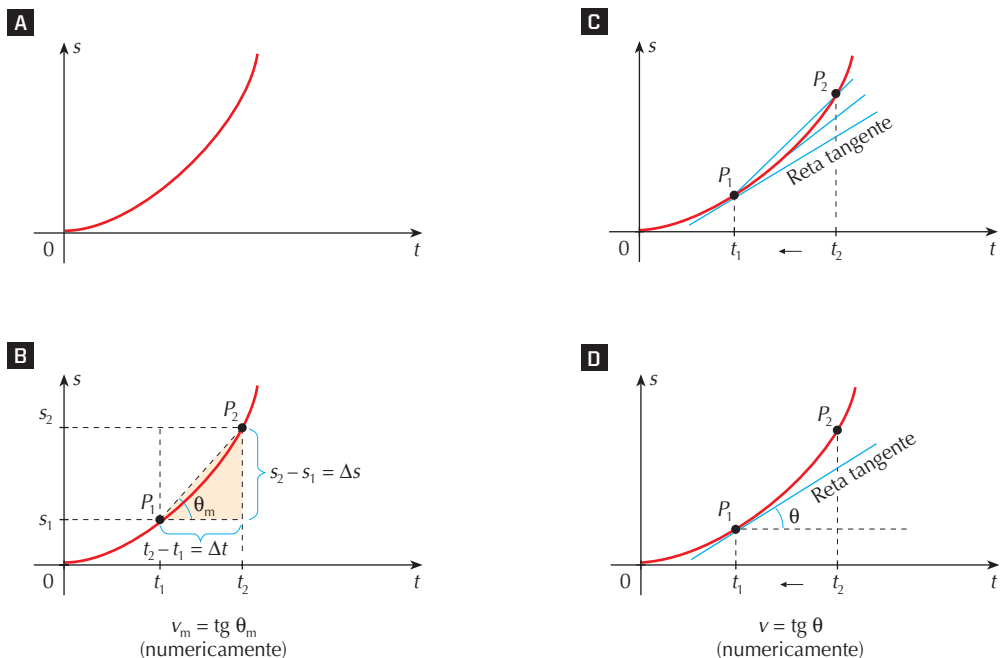 A
s
0
t
B
s
s₂
P₂
s₂ – s₁ = Δs
P₁
θm
s₁
t₂ – t₁ = Δt
0
t₁
t₂
t
vm = tg θm
(numericamente)
C
s
P₂
Reta tangente
P₁
0
t₁
←
t₂
t
D
s
P₂
Reta tangente
P₁
θ
0
t₁
←
t₂
t
v = tg θ
(numericamente)